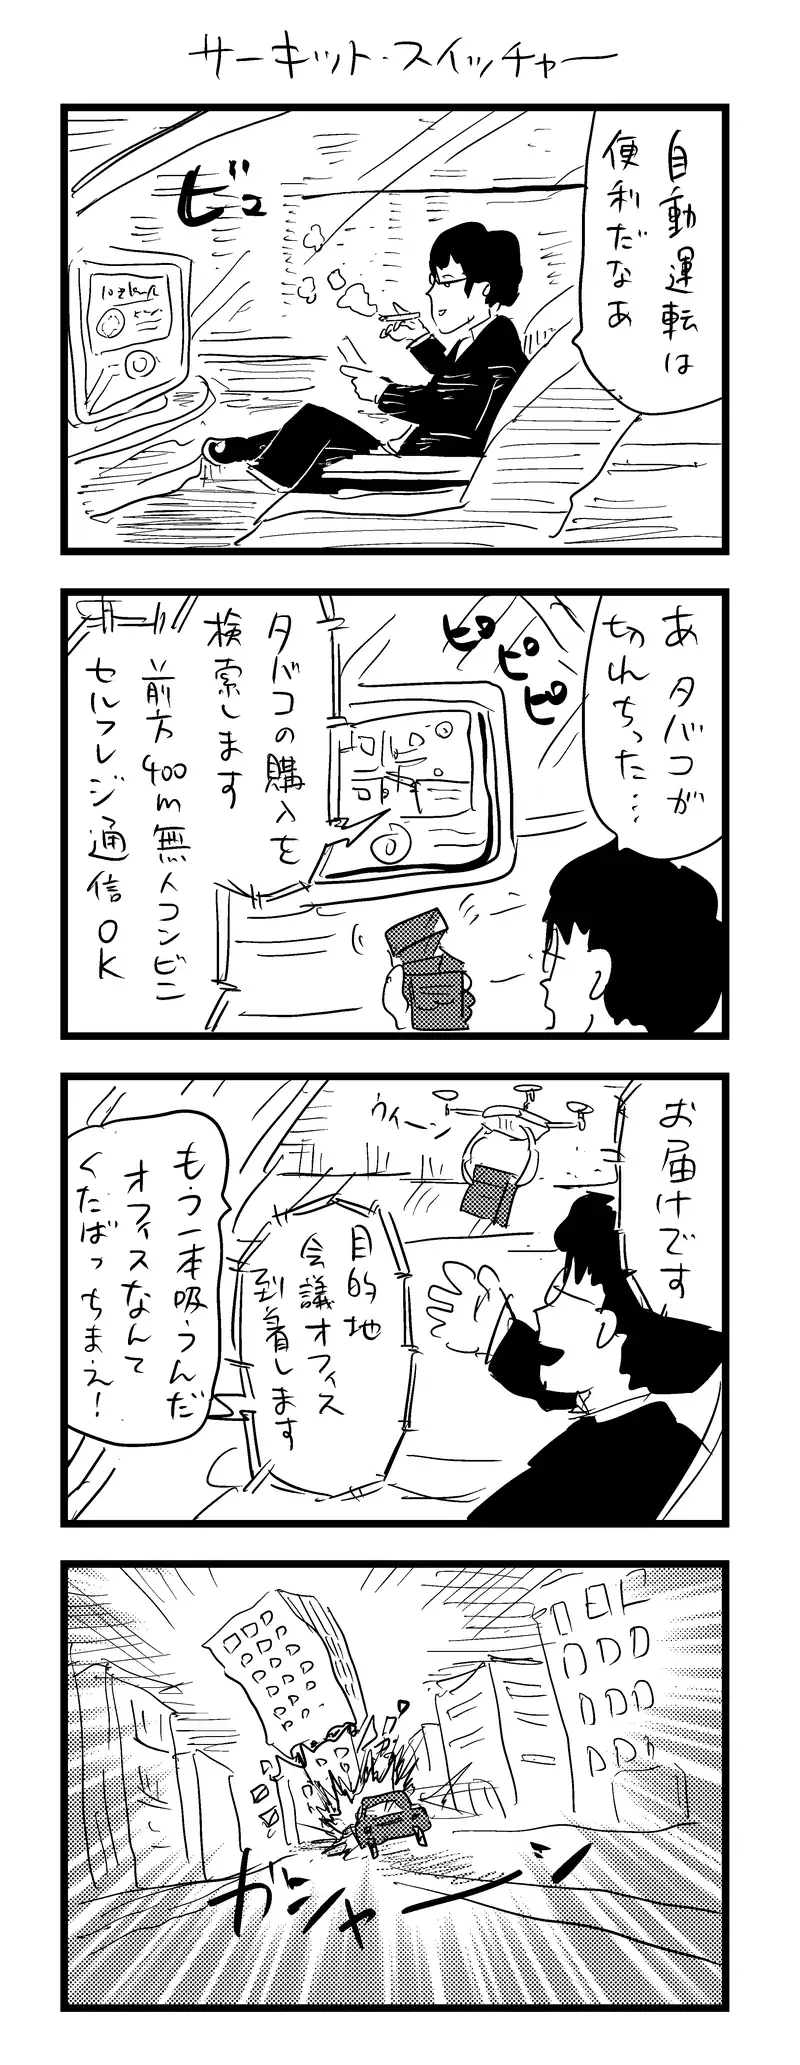 サーキット・スイッチャー
自動運転は
便利だなあ
ビュ
あ タバコが
切れちった…
ピピピ
タバコの購入を
検索します
前方400m無人コンビニ
セルフレジ通信OK
お届けです
ウィーン
目的地
会議オフィス
到着します
もう一本吸うんだ
オフィスなんて
くたばっちまえ!
ガシャーン